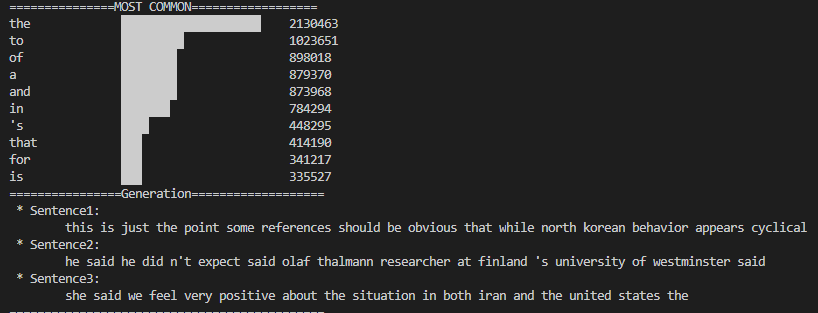 ===============MOST COMMON==================
the 2130463
to 1023651
of 898018
a 879370
and 873968
in 784294
's 448295
that 414190
for 341217
is 335527
================Generation===================
* Sentence1:
this is just the point some references should be obvious that while north korean behavior appears cyclical
* Sentence2:
he said he did n't expect said olaf thalmann researcher at finland 's university of westminster said
* Sentence3:
she said we feel very positive about the situation in both iran and the united states the
=============================================